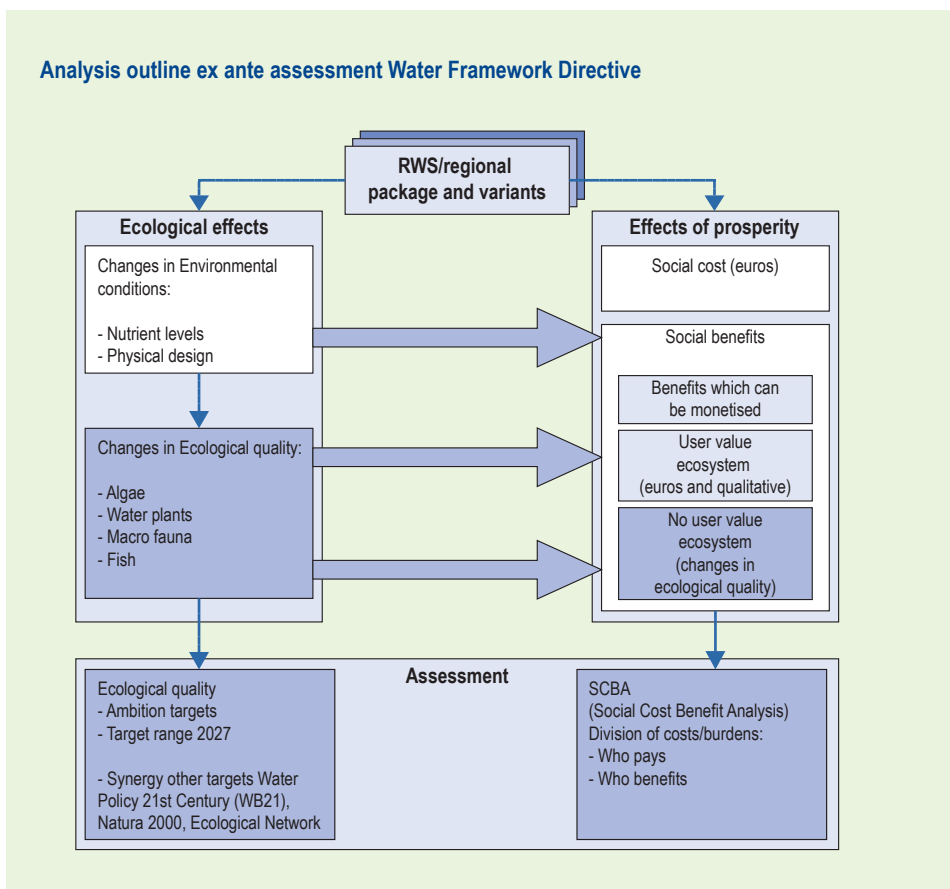 Analysis outline ex ante assessment Water Framework Directive
RWS/regional
package and variants
Ecological effects
Changes in Environmental
conditions:
- Nutrient levels
- Physical design
Changes in Ecological quality:
- Algae
- Water plants
- Macro fauna
- Fish
Effects of prosperity
Social cost (euros)
Social benefits
Benefits which can
be monetised
User value
ecosystem
(euros and qualitative)
No user value
ecosystem
(changes in
ecological quality)
Assessment
Ecological quality
- Ambition targets
- Target range 2027
- Synergy other targets Water
Policy 21st Century (WB21),
Natura 2000, Ecological Network
SCBA
(Social Cost Benefit Analysis)
Division of costs/burdens:
- Who pays
- Who benefits